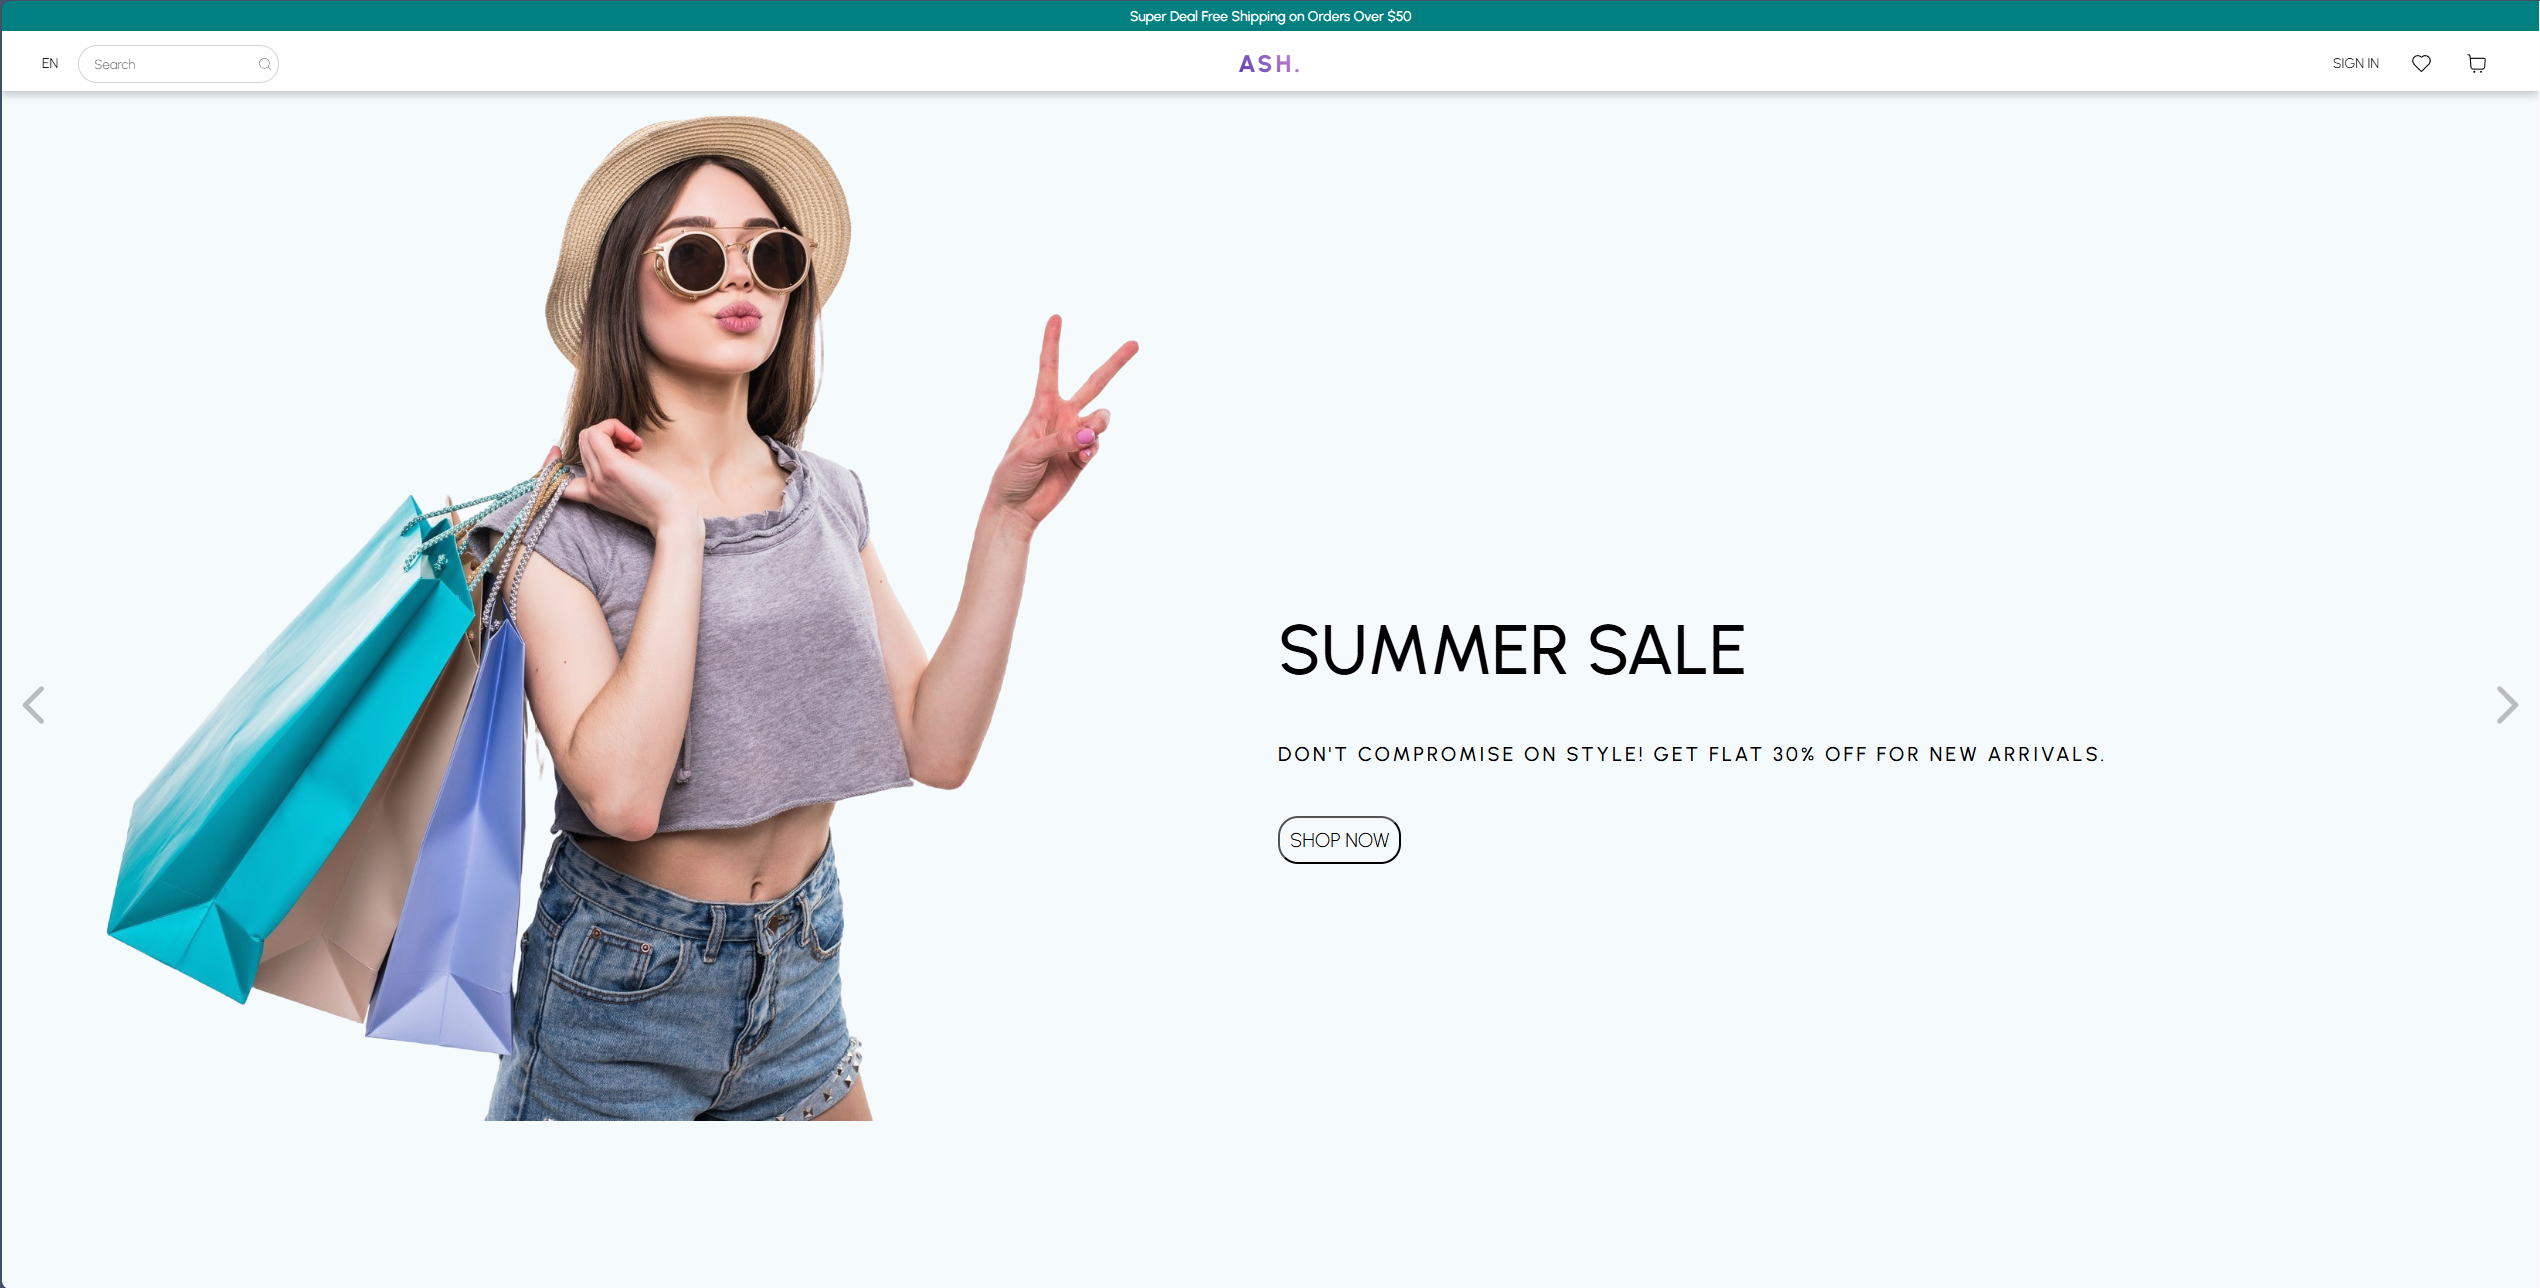 Super Deal Free Shipping on Orders Over $50
EN
Search
ASH.
SIGN IN
SUMMER SALE
DON'T COMPROMISE ON STYLE! GET FLAT 30% OFF FOR NEW ARRIVALS.
SHOP NOW